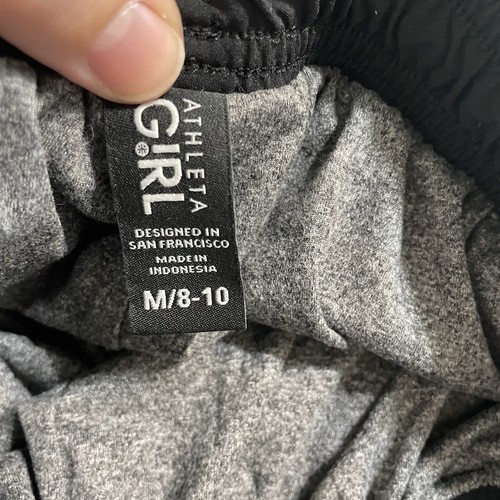 ATHLETA
GIRL
DESIGNED IN
SAN FRANCISCO
MADE IN
INDONESIA
M/8-10